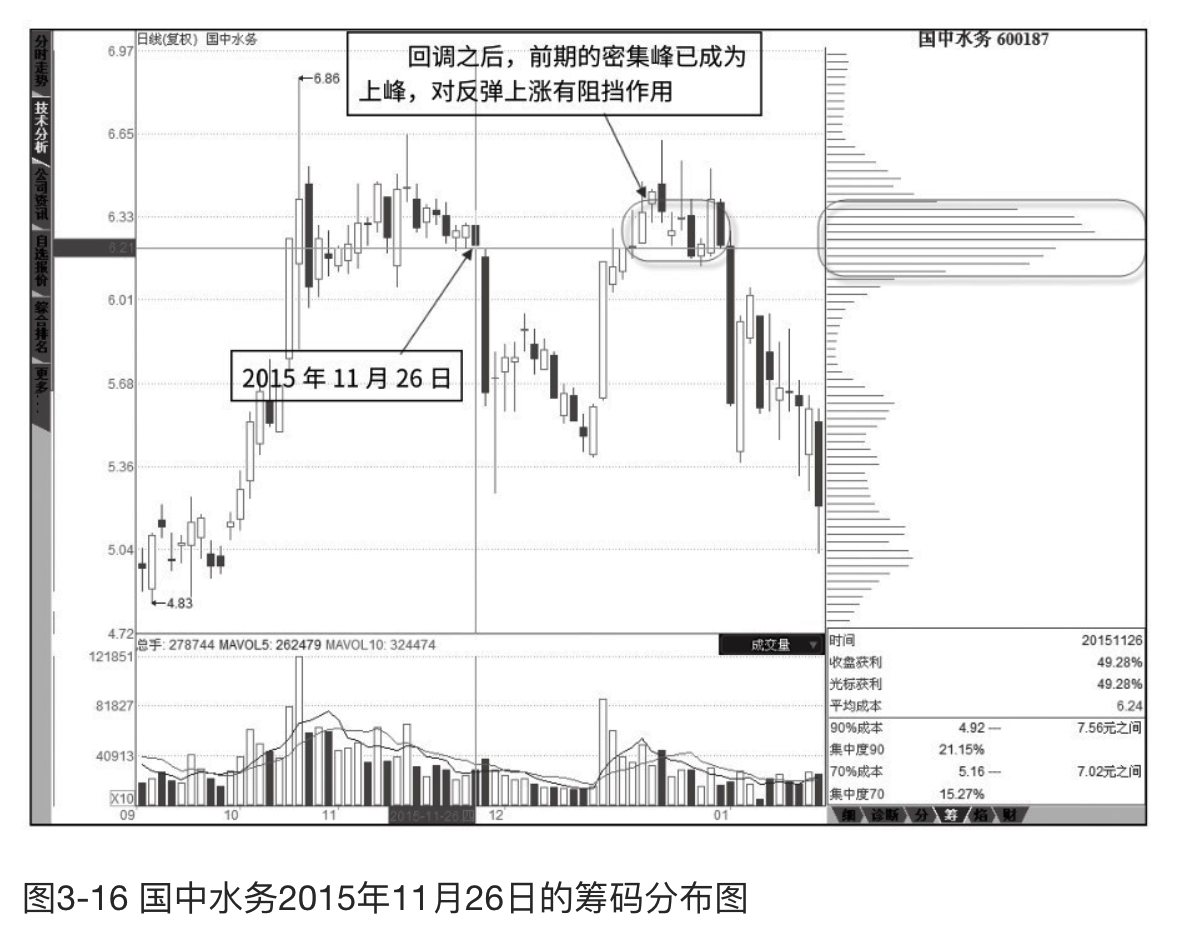 日线(复权) 国中水务
国中水务 600187
回调之后，前期的密集峰已成为
上峰，对反弹上涨有阻挡作用
分时走势
技术分析
公司资讯
自选报价
综合排名
更多...
6.97
6.86
6.65
6.33
6.21
6.01
5.68
5.36
5.04
4.72
2015 年 11 月 26 日
4.83
总手: 278744 MAVOL5: 262479 MAVOL10: 324474
成交量
121851
81827
40913
X10
09 10 11 2015-11-26 四 12 01
时间 20151126
收盘获利 49.28%
光标获利 49.28%
平均成本 6.24
90%成本 4.92 --- 7.56元之间
集中度90 21.15%
70%成本 5.16 --- 7.02元之间
集中度70 15.27%
细 诊断 分 筹 焰 财
图3-16 国中水务2015年11月26日的筹码分布图